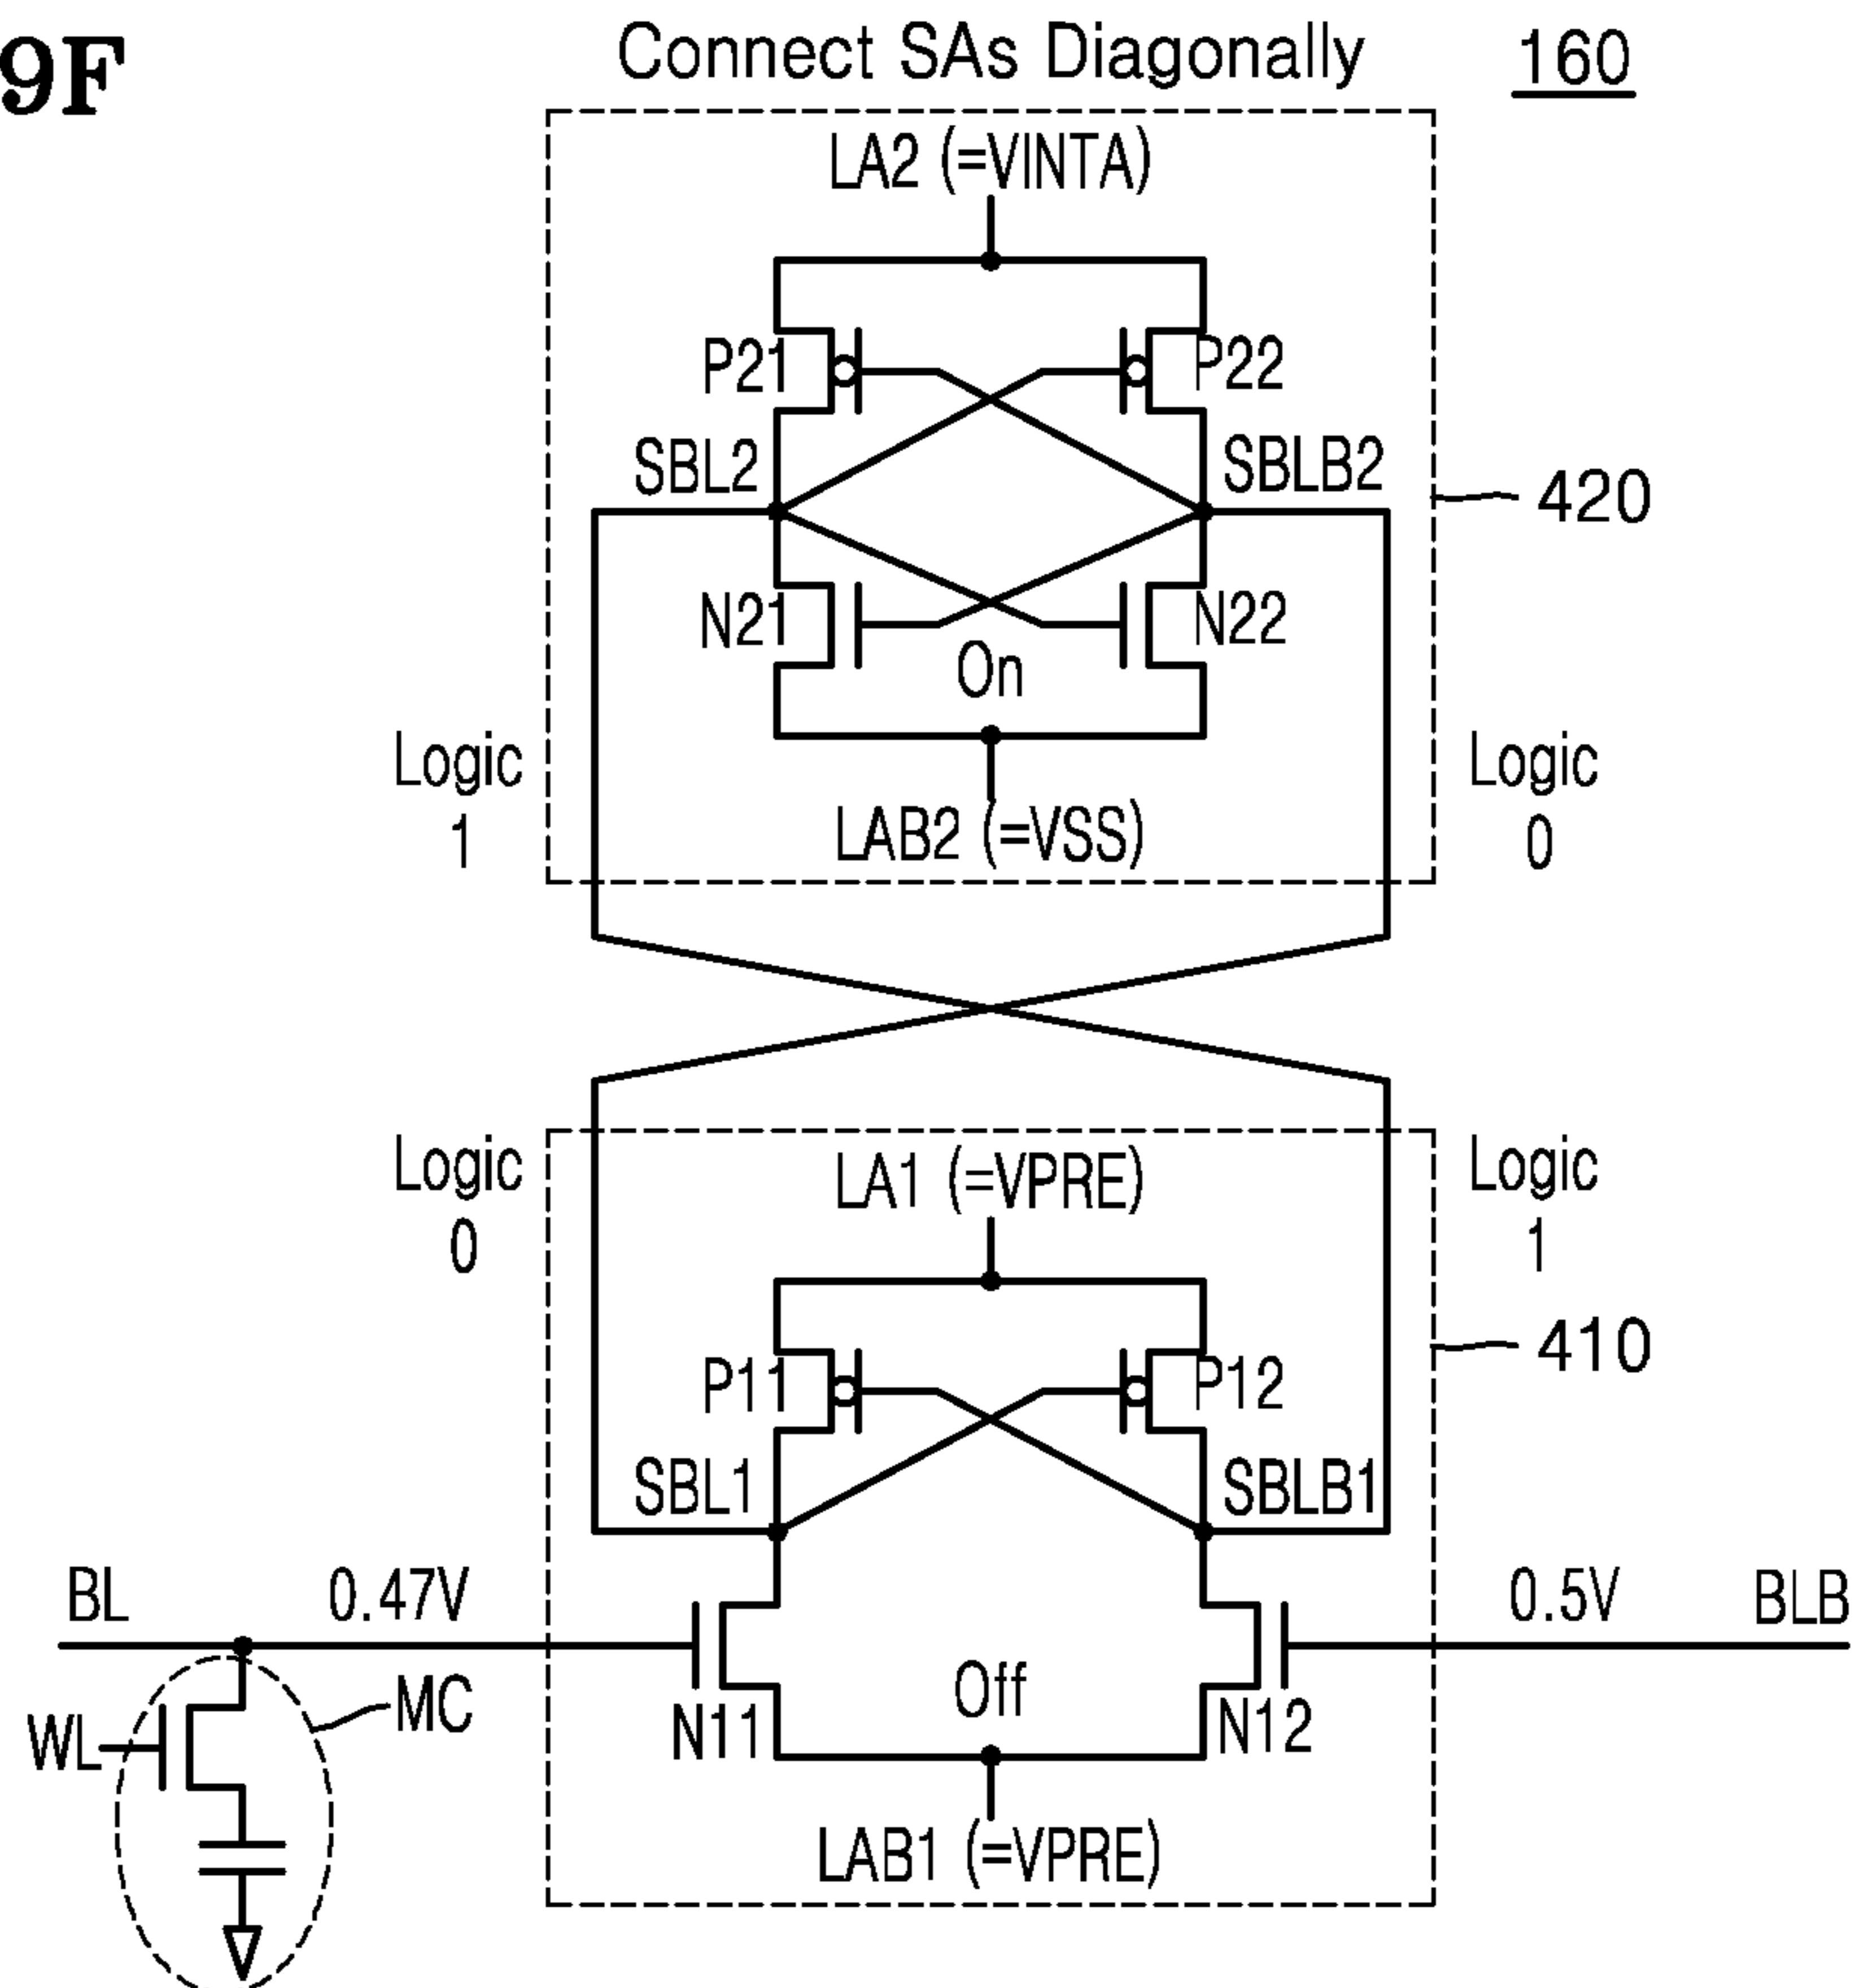 9F
Connect SAs Diagonally
160
LA2 (=VINTA)
P21
P22
SBL2
SBLB2
420
N21
N22
On
Logic
1
Logic
0
LAB2 (=VSS)
Logic
0
Logic
1
LA1 (=VPRE)
P11
P12
410
SBL1
SBLB1
BL
0.47V
0.5V
BLB
MC
Off
WL
N11
N12
LAB1 (=VPRE)